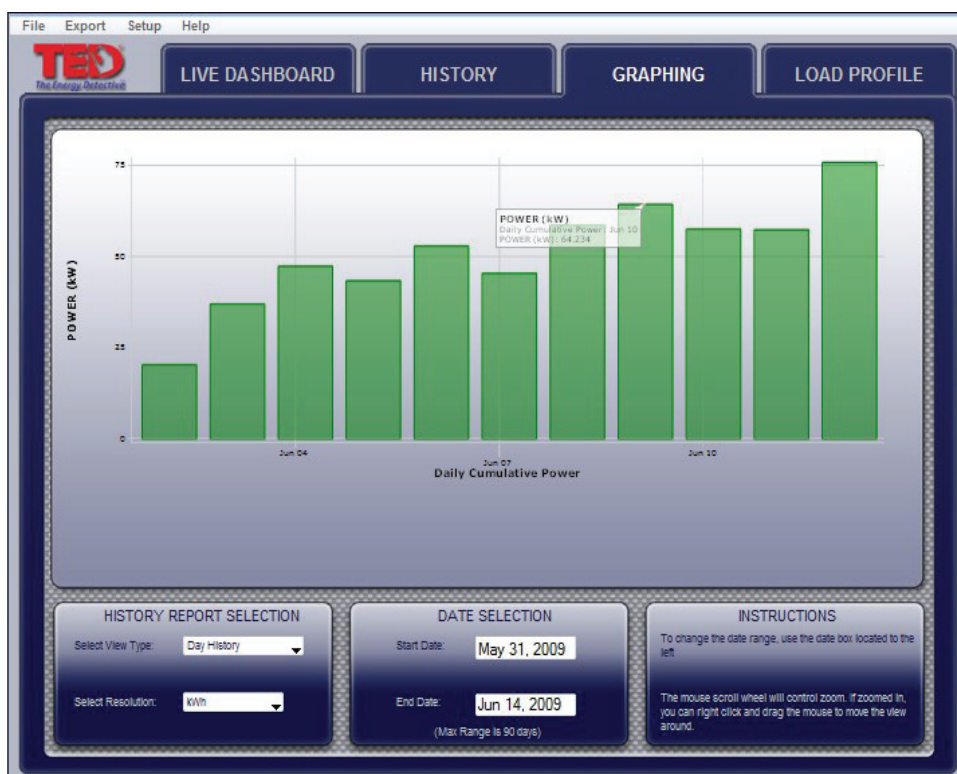 File Export Setup Help
TED
The Energy Detective
LIVE DASHBOARD
HISTORY
GRAPHING
LOAD PROFILE
75
50
25
0
POWER (kW)
POWER (kW)
Daily Cumulative Power: Jun 10
POWER (kW): 64.234
Jun 04
Jun 07
Jun 10
Daily Cumulative Power
HISTORY REPORT SELECTION
Select View Type: Day History
Select Resolution: kWh
DATE SELECTION
Start Date: May 31, 2009
End Date: Jun 14, 2009
(Max Range is 90 days)
INSTRUCTIONS
To change the date range, use the date box located to the
left
The mouse scroll wheel will control zoom. If zoomed in,
you can right click and drag the mouse to move the view
around.